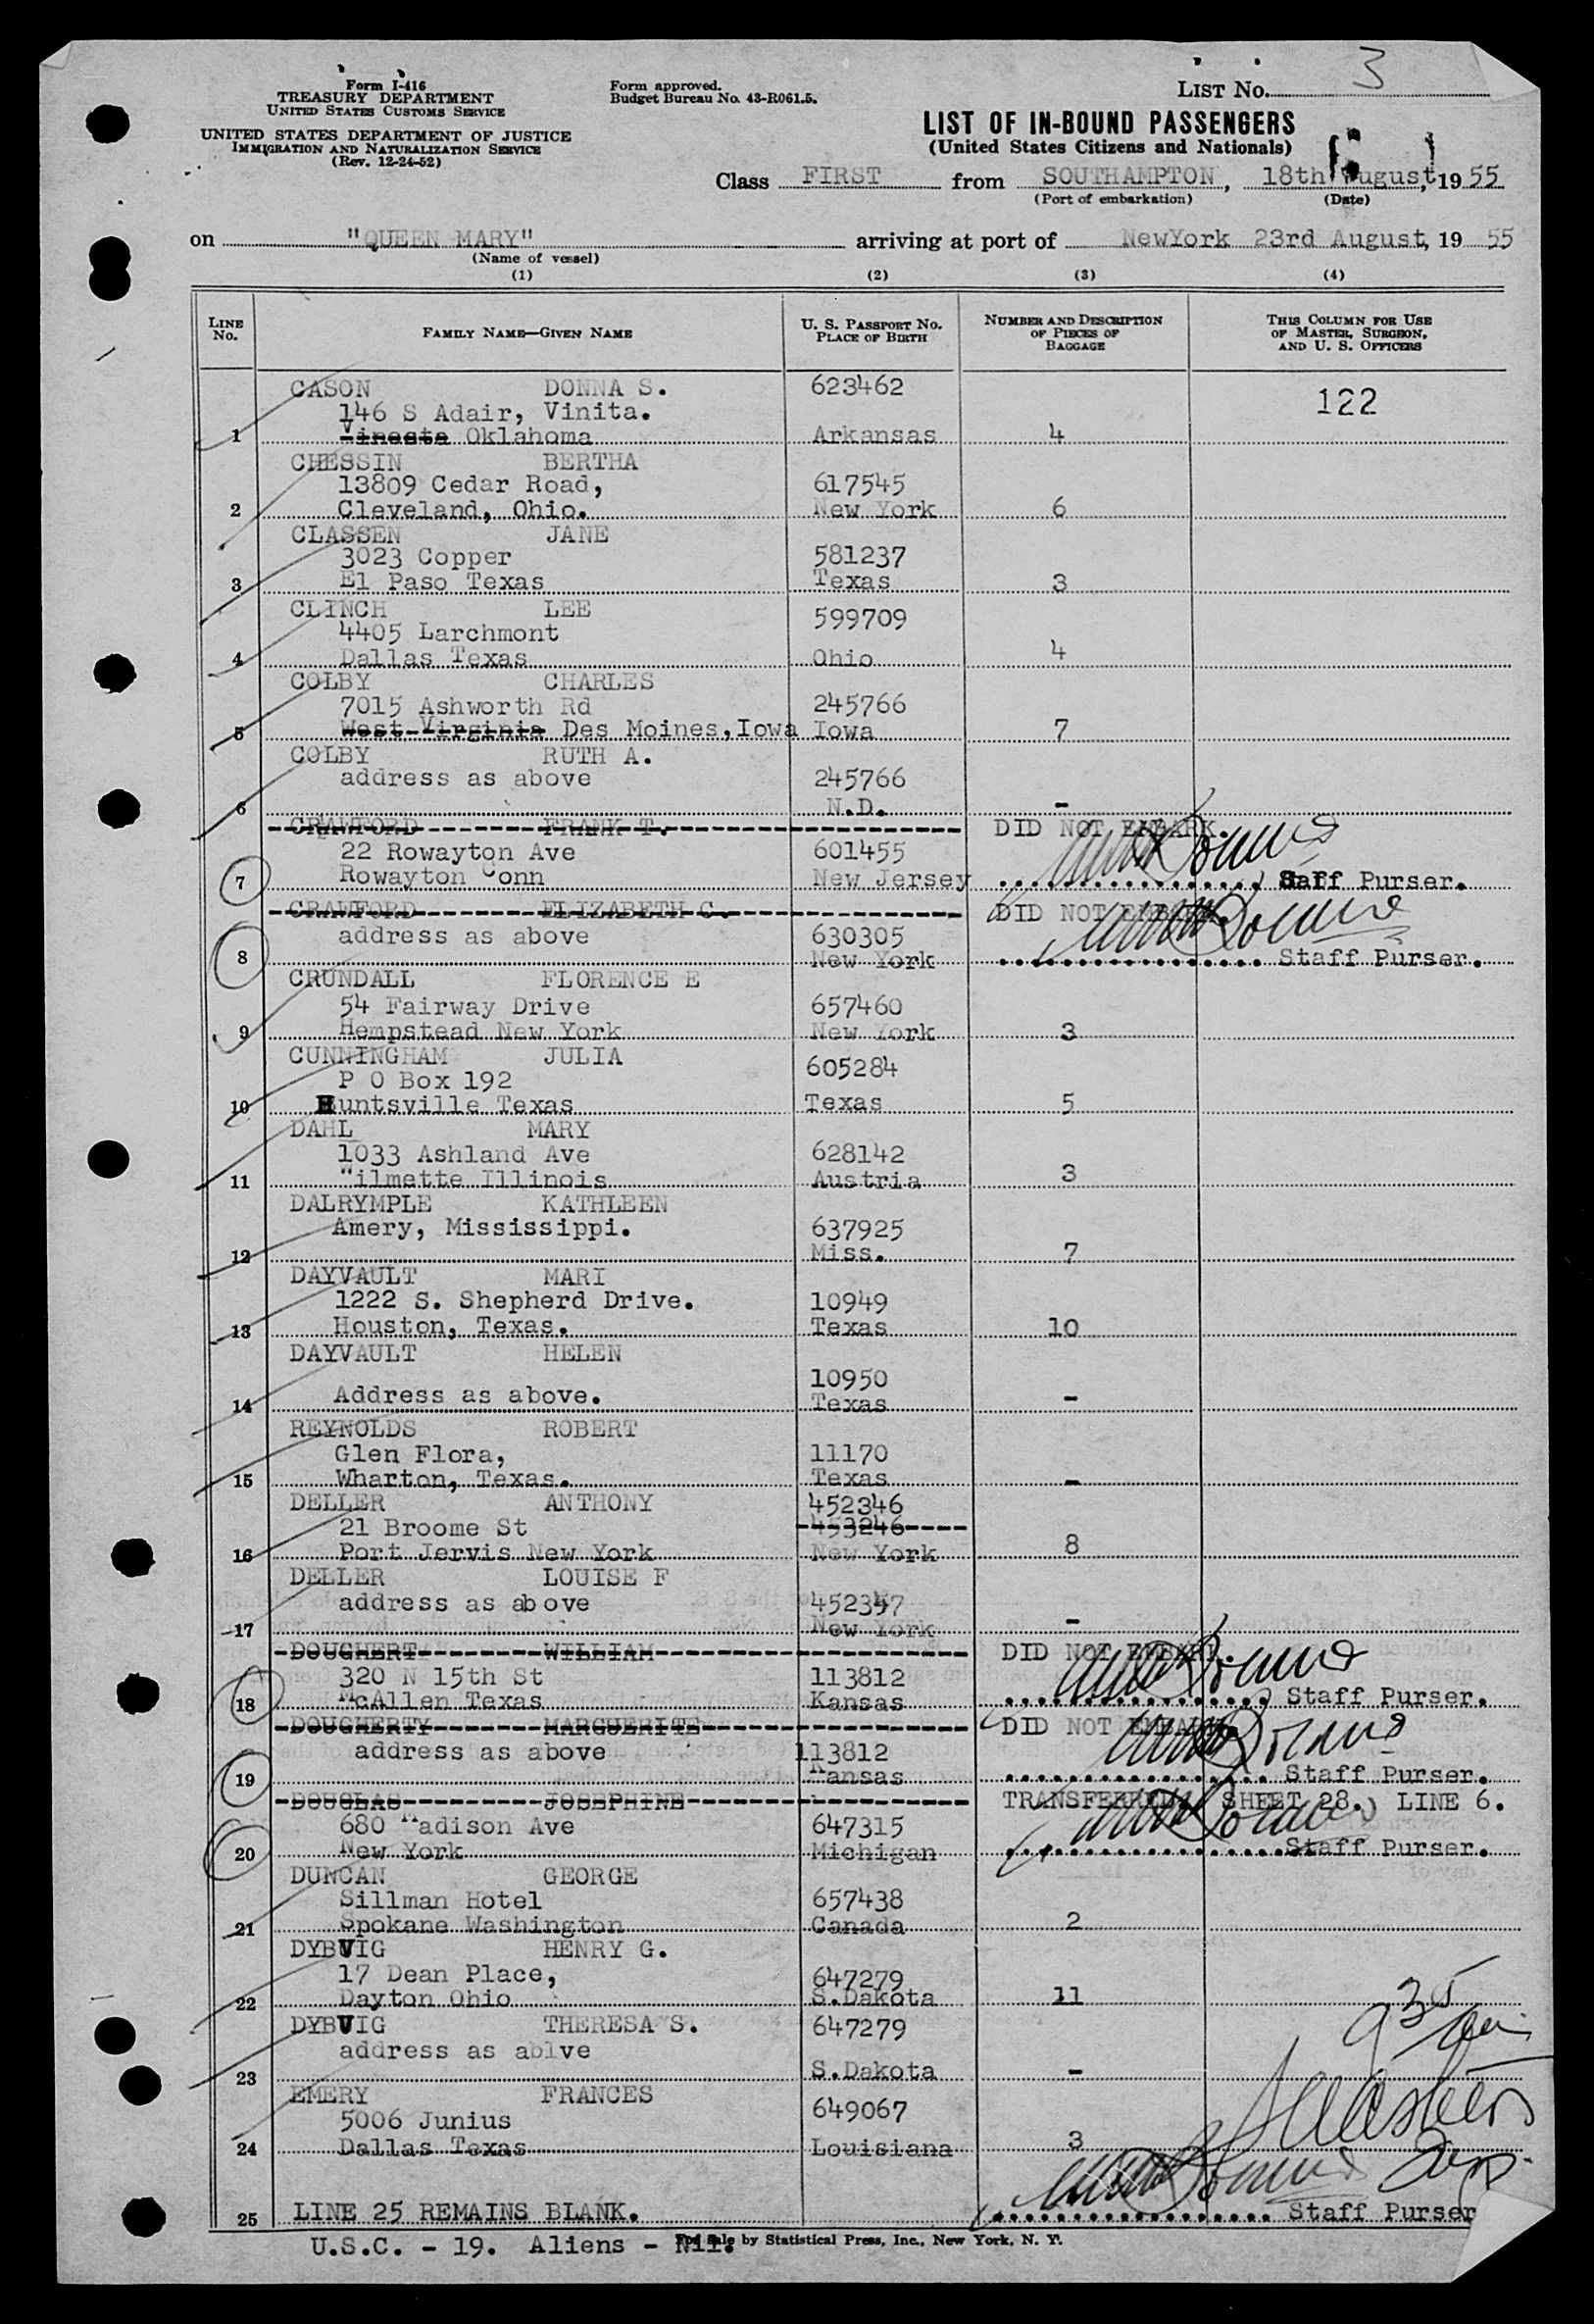 Form I-416
TREASURY DEPARTMENT
UNITED STATES CUSTOMS SERVICE
UNITED STATES DEPARTMENT OF JUSTICE
IMMIGRATION AND NATURALIZATION SERVICE
(Rev. 12-24-52)
Form approved.
Budget Bureau No. 43-R061.5.
LIST NO. 3
LIST OF IN-BOUND PASSENGERS
(United States Citizens and Nationals)
Class FIRST from SOUTHAMPTON, 18th August, 1955
(Port of embarkation) (Date)
on "QUEEN MARY" arriving at port of NewYork 23rd August, 19 55
(Name of vessel)
(1) (2) (3) (4)
LINE NO. FAMILY NAME—GIVEN NAME U. S. PASSPORT NO. PLACE OF BIRTH NUMBER AND DESCRIPTION OF PIECES OF BAGGAGE THIS COLUMN FOR USE OF MASTER, SURGEON, AND U. S. OFFICERS
CASON DONNA S. 623462
146 S Adair, Vinita. 122
1 Vinesta Oklahoma Arkansas 4
CHESSIN BERTHA
13809 Cedar Road, 617545
2 Cleveland, Ohio. New York 6
CLASSEN JANE
3023 Copper 581237
3 El Paso Texas Texas 3
CLINCH LEE 599709
4405 Larchmont
4 Dallas Texas Ohio 4
COLBY CHARLES
7015 Ashworth Rd 245766
5 West Virginia Des Moines,Iowa Iowa 7
COLBY RUTH A.
address as above 245766
6 N.D. -
CRAWFORD FRANK T. DID NOT EMBARK.
22 Rowayton Ave 601455
7 Rowayton Conn New Jersey Saff Purser.
CRAWFORD ELIZABETH C. DID NOT EMBARK.
address as above 630305
8 New York Staff Purser.
CRUNDALL FLORENCE E
54 Fairway Drive 657460
9 Hempstead New York New York 3
CUNNINGHAM JULIA 605284
P O Box 192
10 Huntsville Texas Texas 5
DAHL MARY
1033 Ashland Ave 628142
11 "ilmette Illinois Austria 3
DALRYMPLE KATHLEEN
Amery, Mississippi. 637925
12 Miss. 7
DAYVAULT MARI
1222 S. Shepherd Drive. 10949
13 Houston, Texas. Texas 10
DAYVAULT HELEN
10950
14 Address as above. Texas -
REYNOLDS ROBERT
Glen Flora, 11170
15 Wharton, Texas. Texas -
DELLER ANTHONY 452346
21 Broome St 453246
16 Port Jervis New York New York 8
DELLER LOUISE F
address as above 452347
17 New York -
DOUGHERT WILLIAM DID NOT EMBARK.
320 N 15th St 113812
18 McAllen Texas Kansas Staff Purser.
DOUGHERTY MARGUERITE DID NOT EMBARK.
address as above 113812
19 Kansas Staff Purser.
DOUGLAS JOSEPHINE TRANSFERRED SHEET 28. LINE 6.
680 Madison Ave 647315
20 New York Michigan Staff Purser.
DUNCAN GEORGE
Sillman Hotel 657438
21 Spokane Washington Canada 2
DYBVIG HENRY G.
17 Dean Place, 647279
22 Dayton Ohio S.Dakota 11
DYBVIG THERESA S. 647279
address as ablve
23 S.Dakota -
EMERY FRANCES 649067
5006 Junius
24 Dallas Texas Louisiana 3
25 LINE 25 REMAINS BLANK. Staff Purser
U.S.C. - 19. Aliens - Nil.
For sale by Statistical Press, Inc., New York, N. Y.